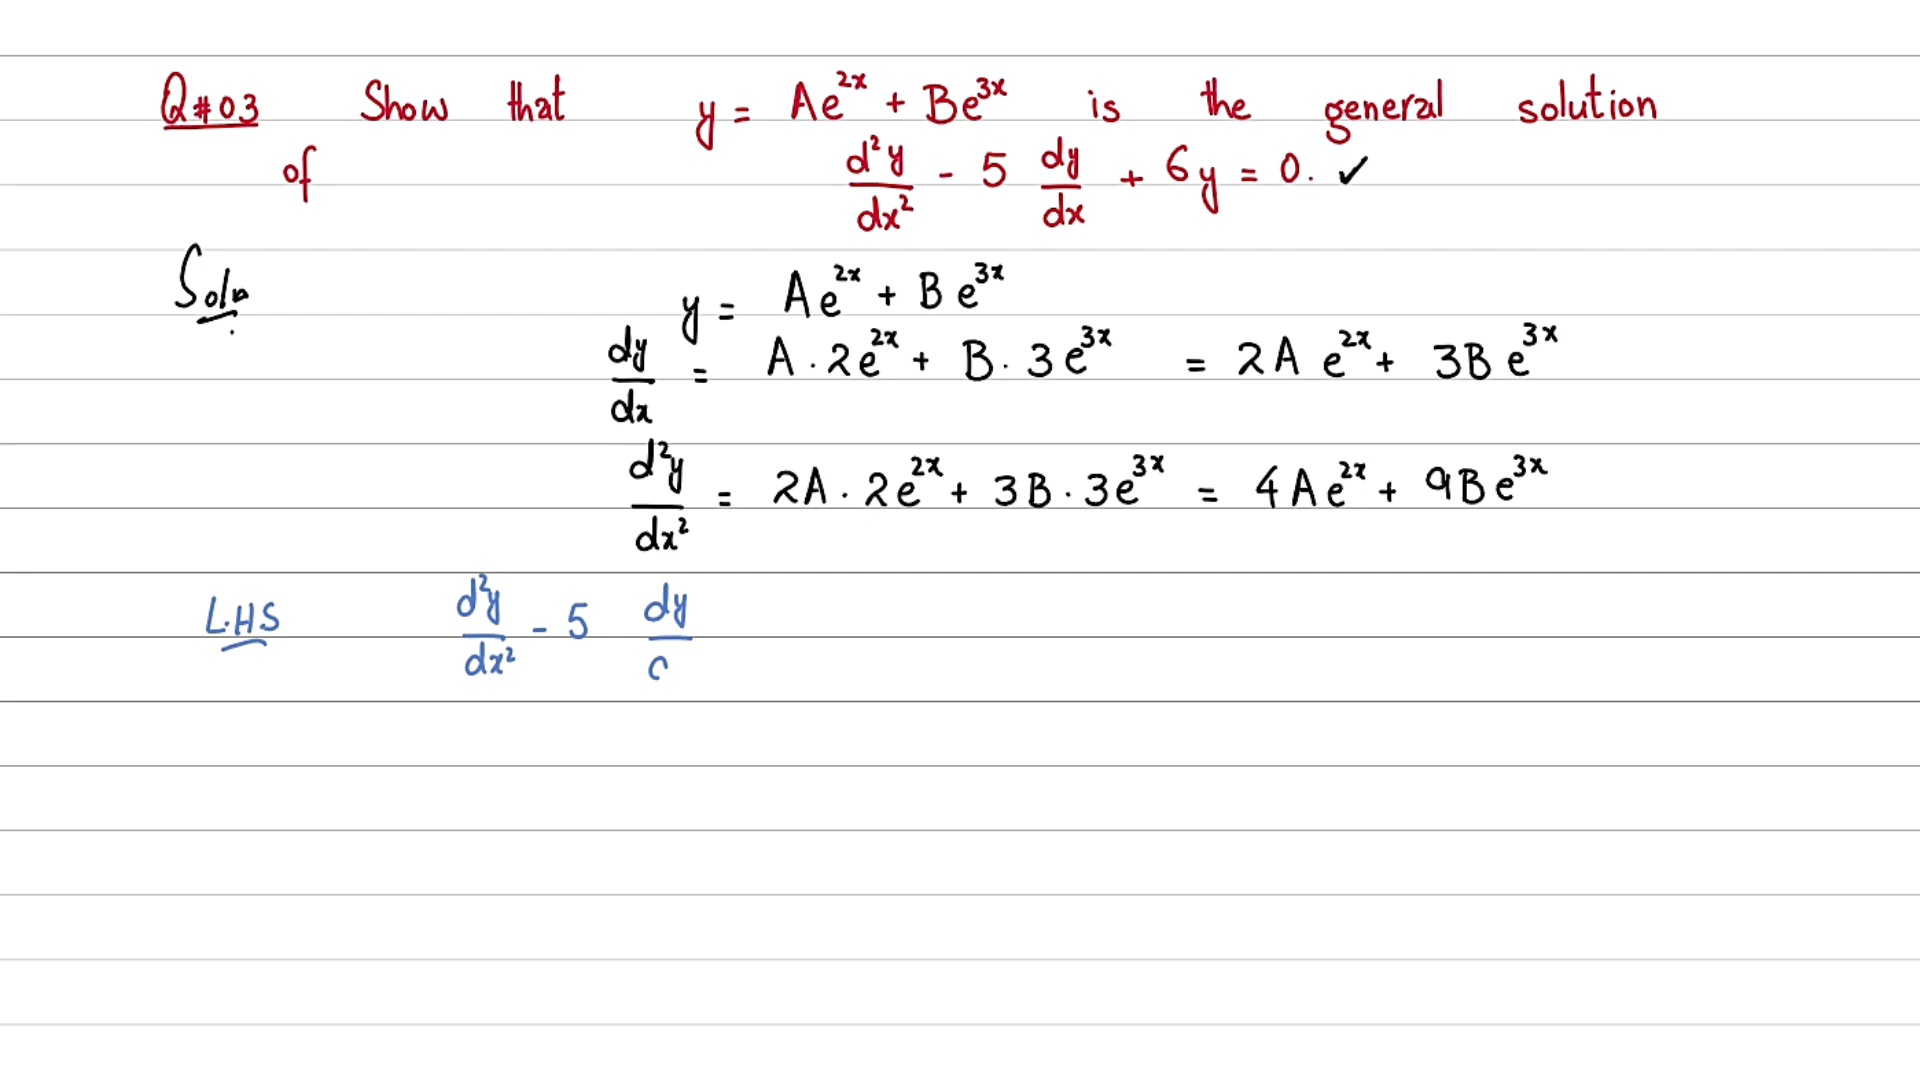 Q#03 Show that y = Ae^{2x} + Be^{3x} is the general solution
of d²y/dx² - 5 dy/dx + 6y = 0. ✓
Soln y = Ae^{2x} + Be^{3x}
dy/dx = A · 2e^{2x} + B · 3e^{3x} = 2A e^{2x} + 3B e^{3x}
d²y/dx² = 2A · 2e^{2x} + 3B · 3e^{3x} = 4Ae^{2x} + 9Be^{3x}
L.H.S d²y/dx² - 5 dy/c